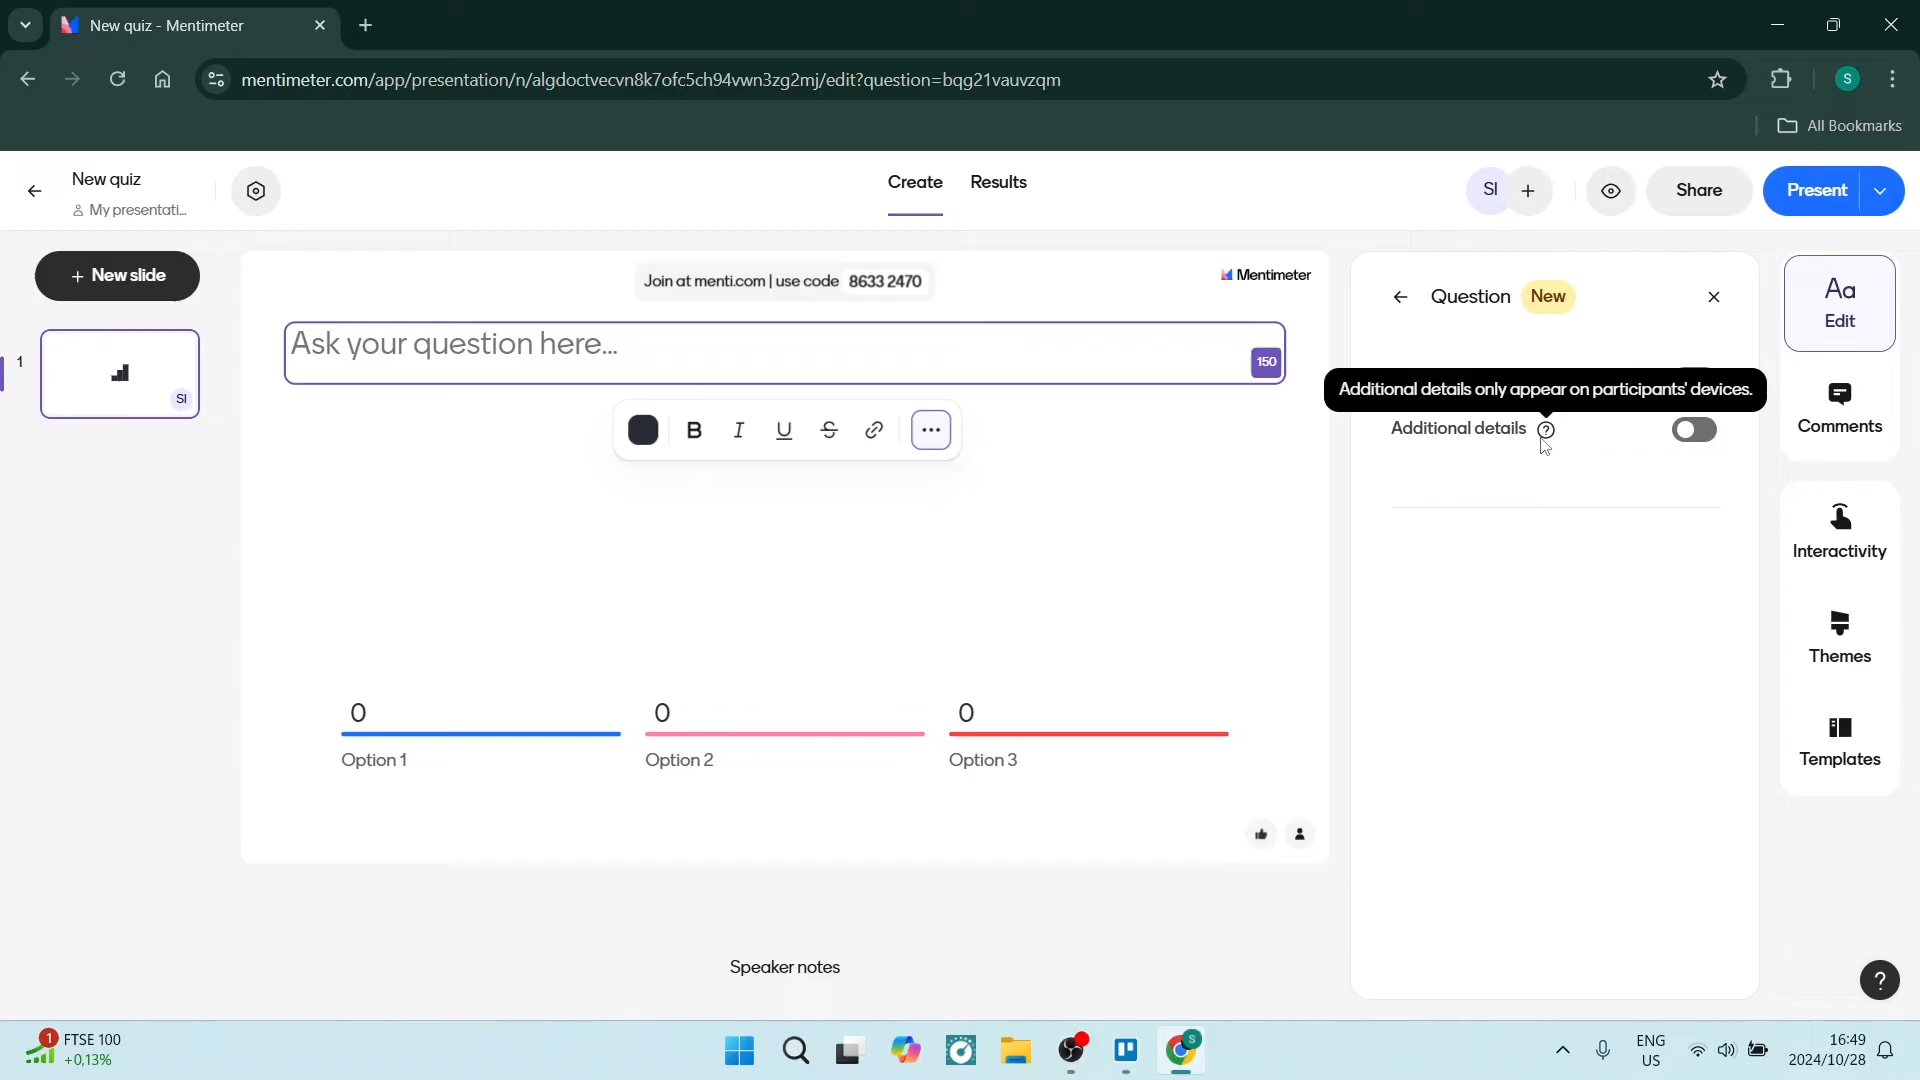 New quiz - Mentimeter
mentimeter.com/app/presentation/n/algdoctvecvn8k7ofc5ch94vwn3zg2mj/edit?question=bqg21vauvzqm
S
All Bookmarks
New quiz
My presentati...
Create
Results
SI
Share
Present
New slide
1
SI
Join at menti.com | use code 8633 2470
Mentimeter
Ask your question here...
150
B I U S
0
0
0
Option 1
Option 2
Option 3
Speaker notes
Question New
Additional details only appear on participants' devices.
Additional details ?
Aa
Edit
Comments
Interactivity
Themes
Templates
?
1
FTSE 100
+0,13%
S
ENG
US
16:49
2024/10/28